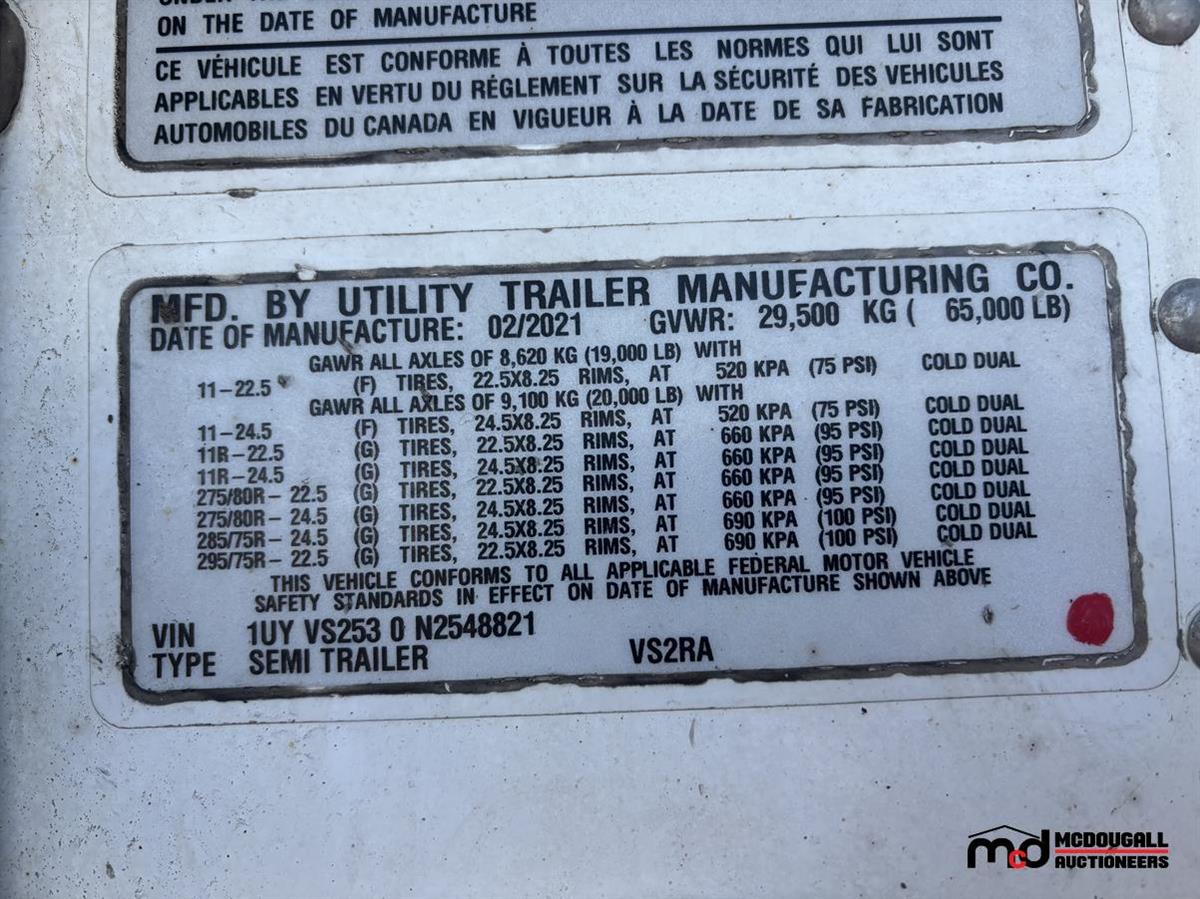 ON THE DATE OF MANUFACTURE
CE VÉHICULE EST CONFORME À TOUTES LES NORMES QUI LUI SONT
APPLICABLES EN VERTU DU RÉGLEMENT SUR LA SÉCURITÉ DES VEHICULES
AUTOMOBILES DU CANADA EN VIGUEUR À LA DATE DE SA FABRICATION
MFD. BY UTILITY TRAILER MANUFACTURING CO.
DATE OF MANUFACTURE: 02/2021 GVWR: 29,500 KG ( 65,000 LB)
GAWR ALL AXLES OF 8,620 KG (19,000 LB) WITH
11-22.5 (F) TIRES, 22.5X8.25 RIMS, AT 520 KPA (75 PSI) COLD DUAL
GAWR ALL AXLES OF 9,100 KG (20,000 LB) WITH
11-24.5 (F) TIRES, 24.5X8.25 RIMS, AT 520 KPA (75 PSI) COLD DUAL
11R-22.5 (G) TIRES, 22.5X8.25 RIMS, AT 660 KPA (95 PSI) COLD DUAL
11R-24.5 (G) TIRES, 24.5X8.25 RIMS, AT 660 KPA (95 PSI) COLD DUAL
275/80R-22.5 (G) TIRES, 22.5X8.25 RIMS, AT 660 KPA (95 PSI) COLD DUAL
275/80R-24.5 (G) TIRES, 24.5X8.25 RIMS, AT 660 KPA (95 PSI) COLD DUAL
285/75R-24.5 (G) TIRES, 24.5X8.25 RIMS, AT 690 KPA (100 PSI) COLD DUAL
295/75R-22.5 (G) TIRES, 22.5X8.25 RIMS, AT 690 KPA (100 PSI) COLD DUAL
THIS VEHICLE CONFORMS TO ALL APPLICABLE FEDERAL MOTOR VEHICLE
SAFETY STANDARDS IN EFFECT ON DATE OF MANUFACTURE SHOWN ABOVE
VIN 1UY VS253 0 N2548821
TYPE SEMI TRAILER VS2RA
mcd MCDOUGALL
AUCTIONEERS